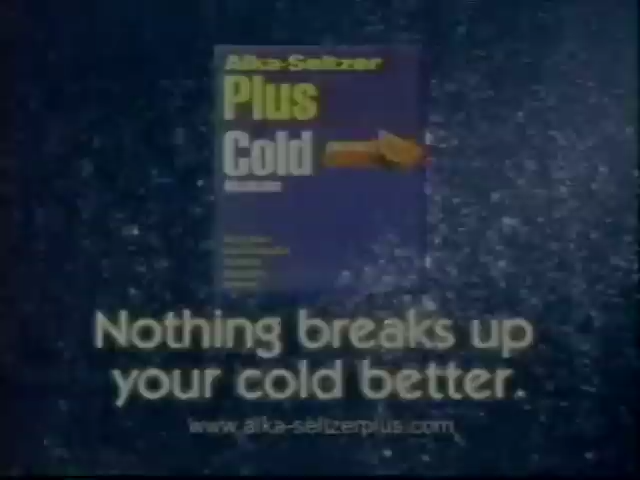 Alka-Seltzer
Plus
Cold
Nothing breaks up
your cold better.
www.alka-seltzerplus.com